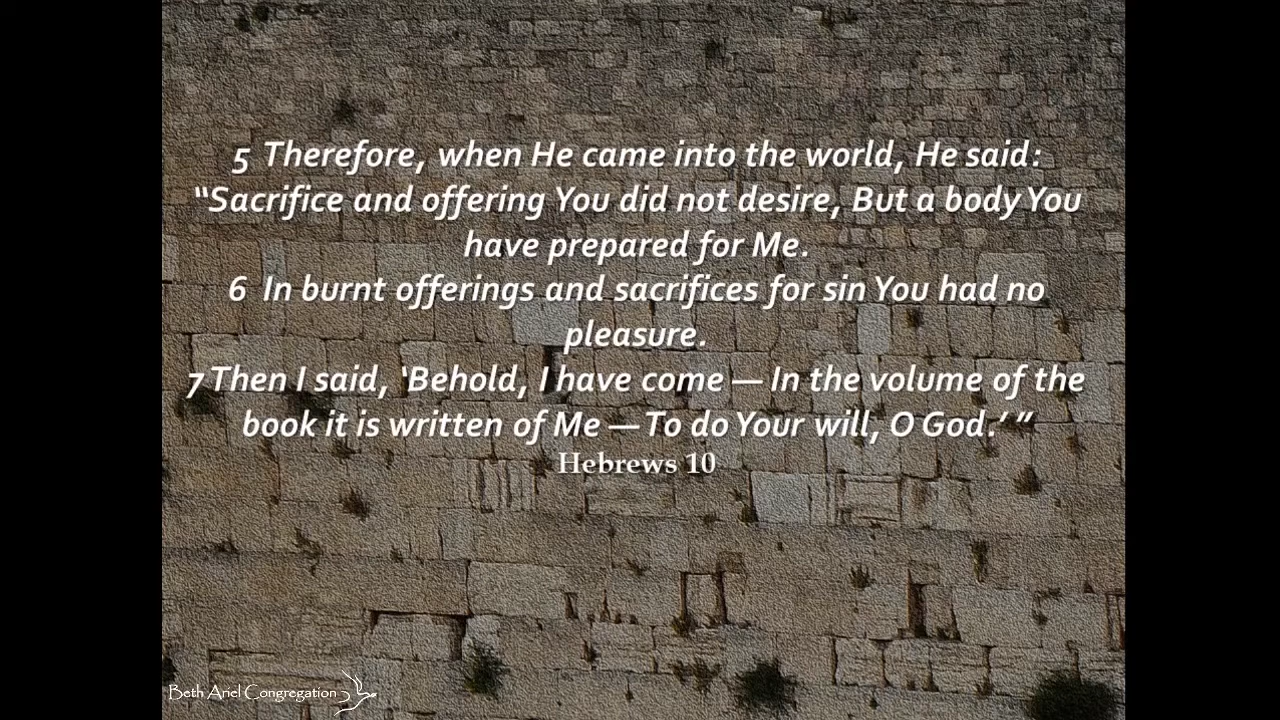 5 Therefore, when He came into the world, He said:
“Sacrifice and offering You did not desire, But a body You
have prepared for Me.
6 In burnt offerings and sacrifices for sin You had no
pleasure.
7 Then I said, ‘Behold, I have come — In the volume of the
book it is written of Me — To do Your will, O God.’ ”
Hebrews 10
Beth Ariel Congregation